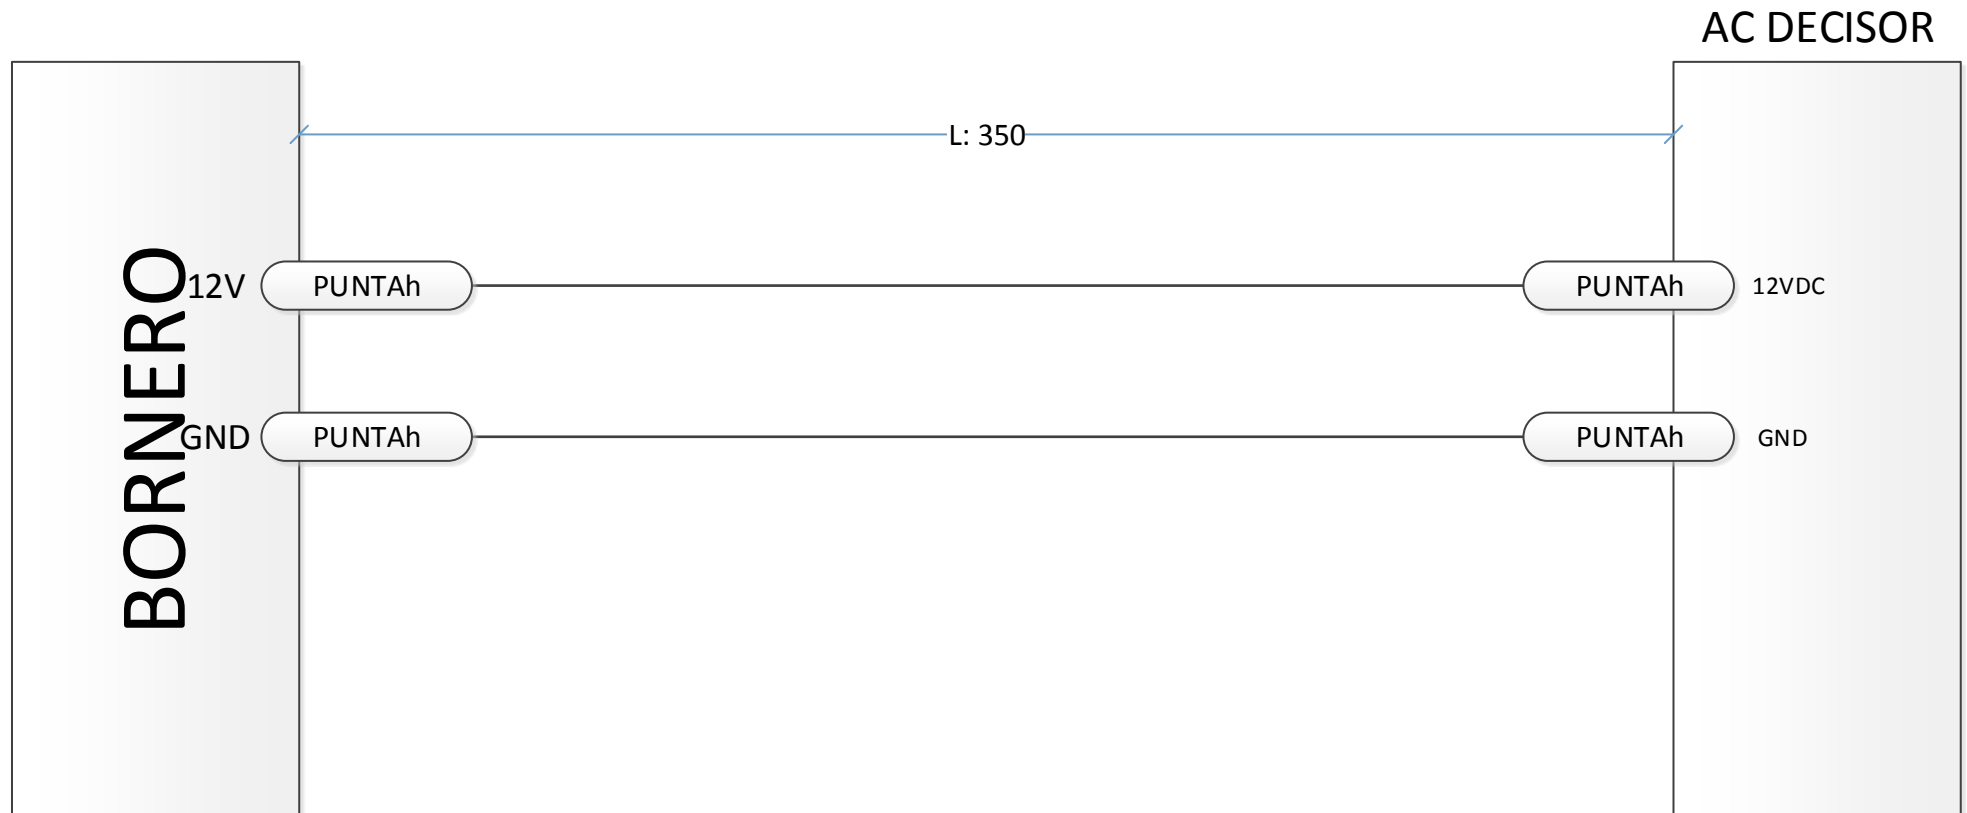 AC DECISOR
L: 350
BORNERO
12V PUNTAh PUNTAh 12VDC
GND PUNTAh PUNTAh GND